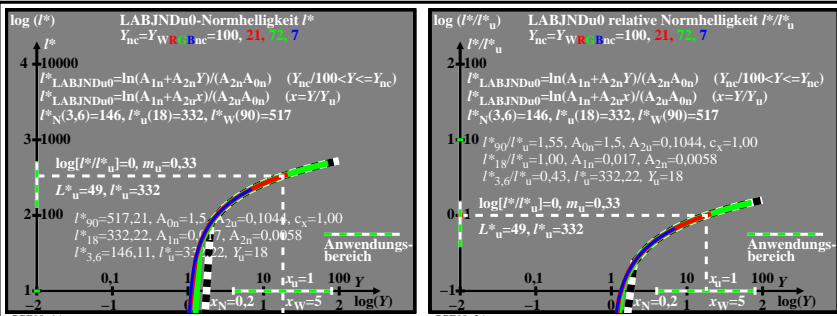 log (l*)
LABJNDu0-Normhelligkeit l*
Ync=YWRGBnc=100, 21, 72, 7
l*
4 10000
l*LABJNDu0=ln(A1n+A2nY)/(A2nA0n) (Ync/100<Y<=Ync)
l*LABJNDu0=ln(A1n+A2ux)/(A2uA0n) (x=Y/Yu)
l*N(3,6)=146, l*u(18)=332, l*W(90)=517
3 1000
log[l*/l*u]=0, mu=0,33
L*u=49, l*u=332
2 100
l*90=517,21, A0n=1,5, A2u=0,1044, cx=1,00
l*18=332,22, A1n=0,017, A2n=0,0058
l*3,6=146,11, l*u=332,22, Yu=18
Anwendungs-
bereich
0,1 1 10 100 Y
xu=1
1
xN=0,2 xW=5
−2 −1 0 1 2 log(Y)
log (l*/l*u)
LABJNDu0 relative Normhelligkeit l*/l*u
Ync=YWRGBnc=100, 21, 72, 7
l*/l*u
2 100
l*LABJNDu0=ln(A1n+A2nY)/(A2nA0n) (Ync/100<Y<=Ync)
l*LABJNDu0=ln(A1n+A2ux)/(A2uA0n) (x=Y/Yu)
l*N(3,6)=146, l*u(18)=332, l*W(90)=517
1 10
l*90/l*u=1,55, A0n=1,5, A2u=0,1044, cx=1,00
l*18/l*u=1,00, A1n=0,017, A2n=0,0058
l*3,6/l*u=0,43, l*u=332,22, Yu=18
log[l*/l*u]=0, mu=0,33
0 1
L*u=49, l*u=332
Anwendungs-
bereich
0,1 1 10 100 Y
xu=1
−1
xN=0,2 xW=5
−2 −1 0 1 2 log(Y)